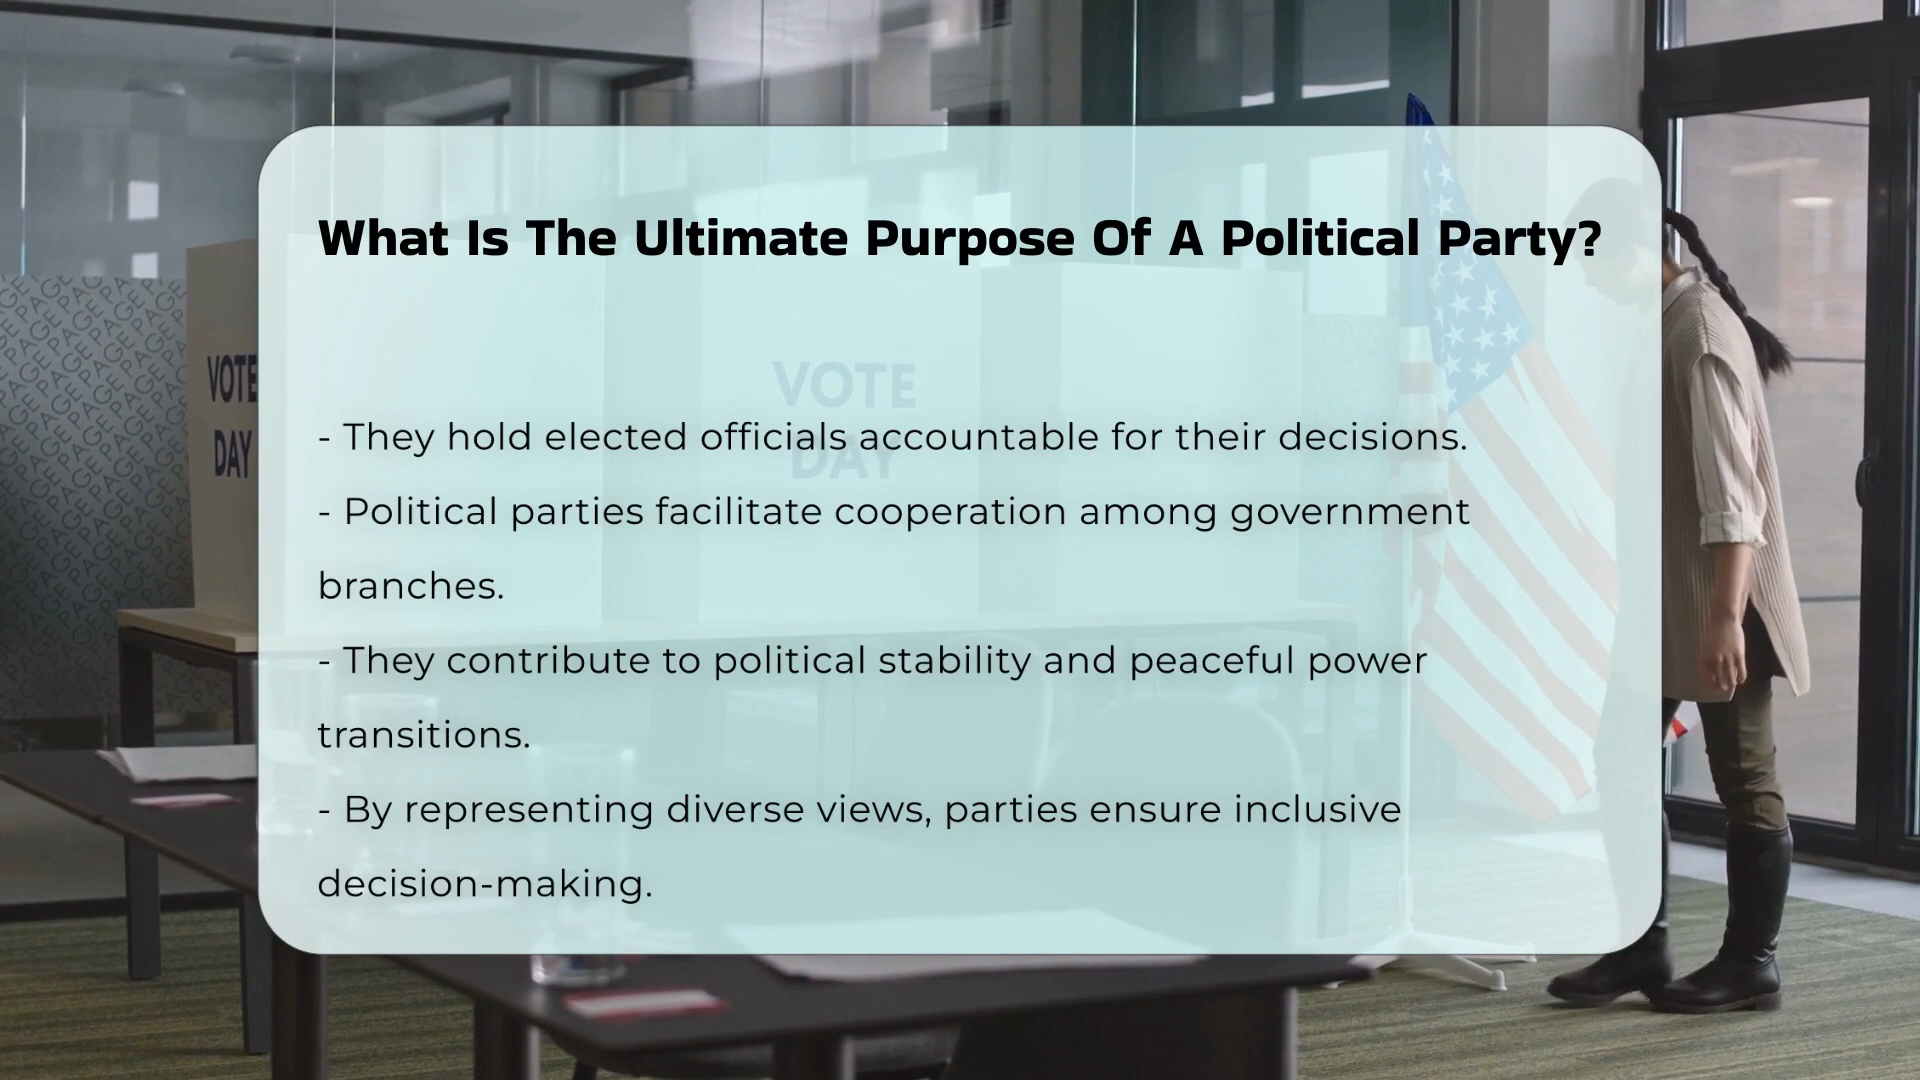 What Is The Ultimate Purpose Of A Political Party?
VOTE
DAY
VOTE
DAY
- They hold elected officials accountable for their decisions.
- Political parties facilitate cooperation among government
branches.
- They contribute to political stability and peaceful power
transitions.
- By representing diverse views, parties ensure inclusive
decision-making.